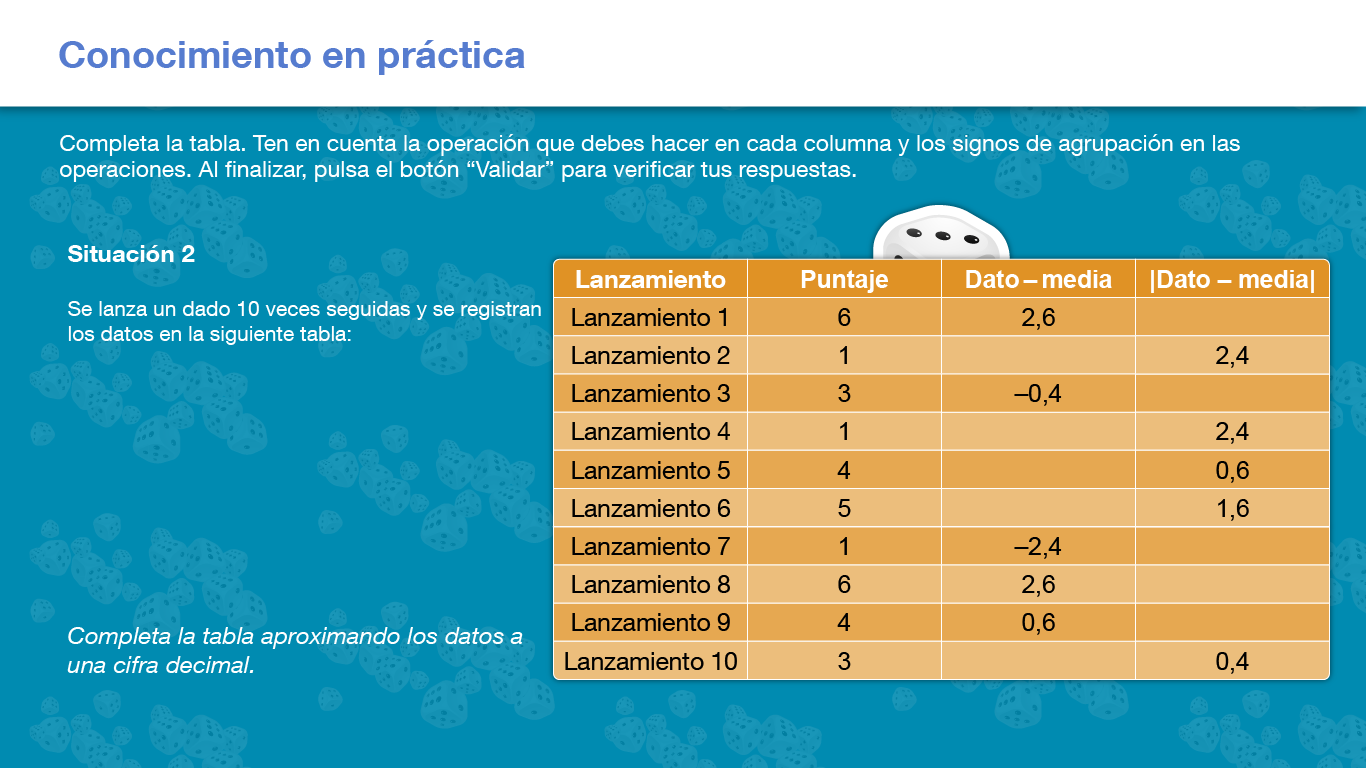 Conocimiento en práctica
Completa la tabla. Ten en cuenta la operación que debes hacer en cada columna y los signos de agrupación en las
operaciones. Al finalizar, pulsa el botón “Validar” para verificar tus respuestas.
Situación 2
Se lanza un dado 10 veces seguidas y se registran
los datos en la siguiente tabla:
Completa la tabla aproximando los datos a
una cifra decimal.
Lanzamiento Puntaje Dato – media |Dato – media|
Lanzamiento 1 6 2,6
Lanzamiento 2 1 2,4
Lanzamiento 3 3 –0,4
Lanzamiento 4 1 2,4
Lanzamiento 5 4 0,6
Lanzamiento 6 5 1,6
Lanzamiento 7 1 –2,4
Lanzamiento 8 6 2,6
Lanzamiento 9 4 0,6
Lanzamiento 10 3 0,4